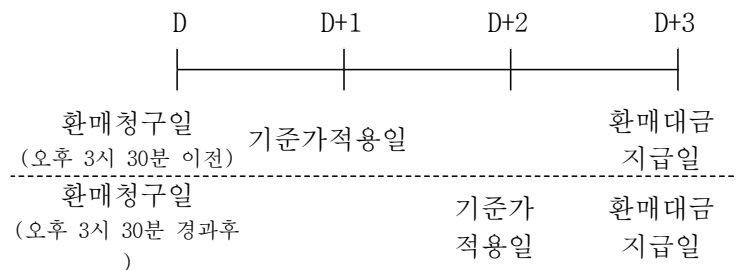 D D+1 D+2 D+3
환매청구일
(오후 3시 30분 이전)
기준가적용일
환매대금
지급일
환매청구일
(오후 3시 30분 경과후
)
기준가
적용일
환매대금
지급일